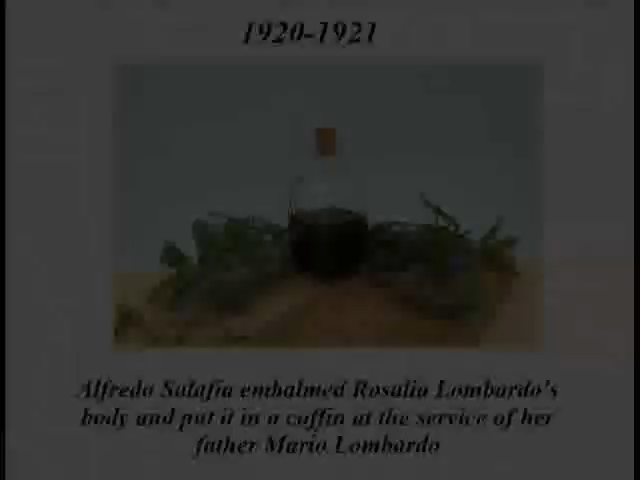 1920-1921
Alfredo Salafia embalmed Rosalia Lombardo's
body and put it in a coffin at the service of her
father Mario Lombardo